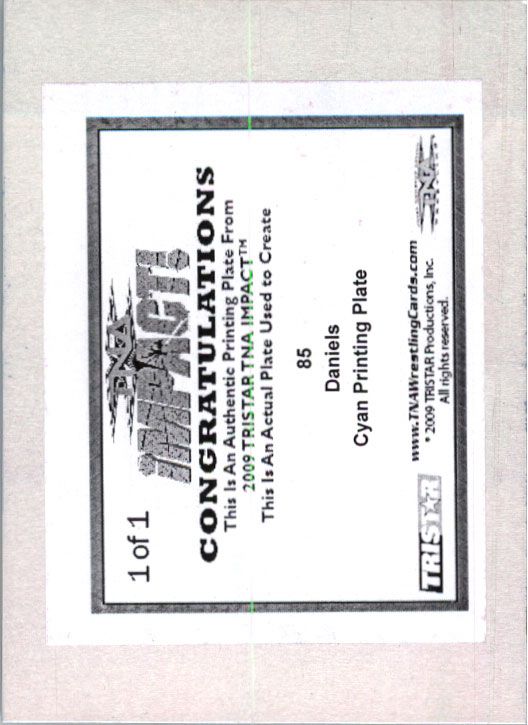 1 of 1
TNA
iMPACT!
CONGRATULATIONS
This Is An Authentic Printing Plate From
2009 TRISTAR TNA IMPACT™
This Is An Actual Plate Used to Create
85
Daniels
Cyan Printing Plate
TRISTAR
www.TNAWrestlingCards.com
* 2009 TRISTAR Productions, Inc.
All rights reserved.
TNA